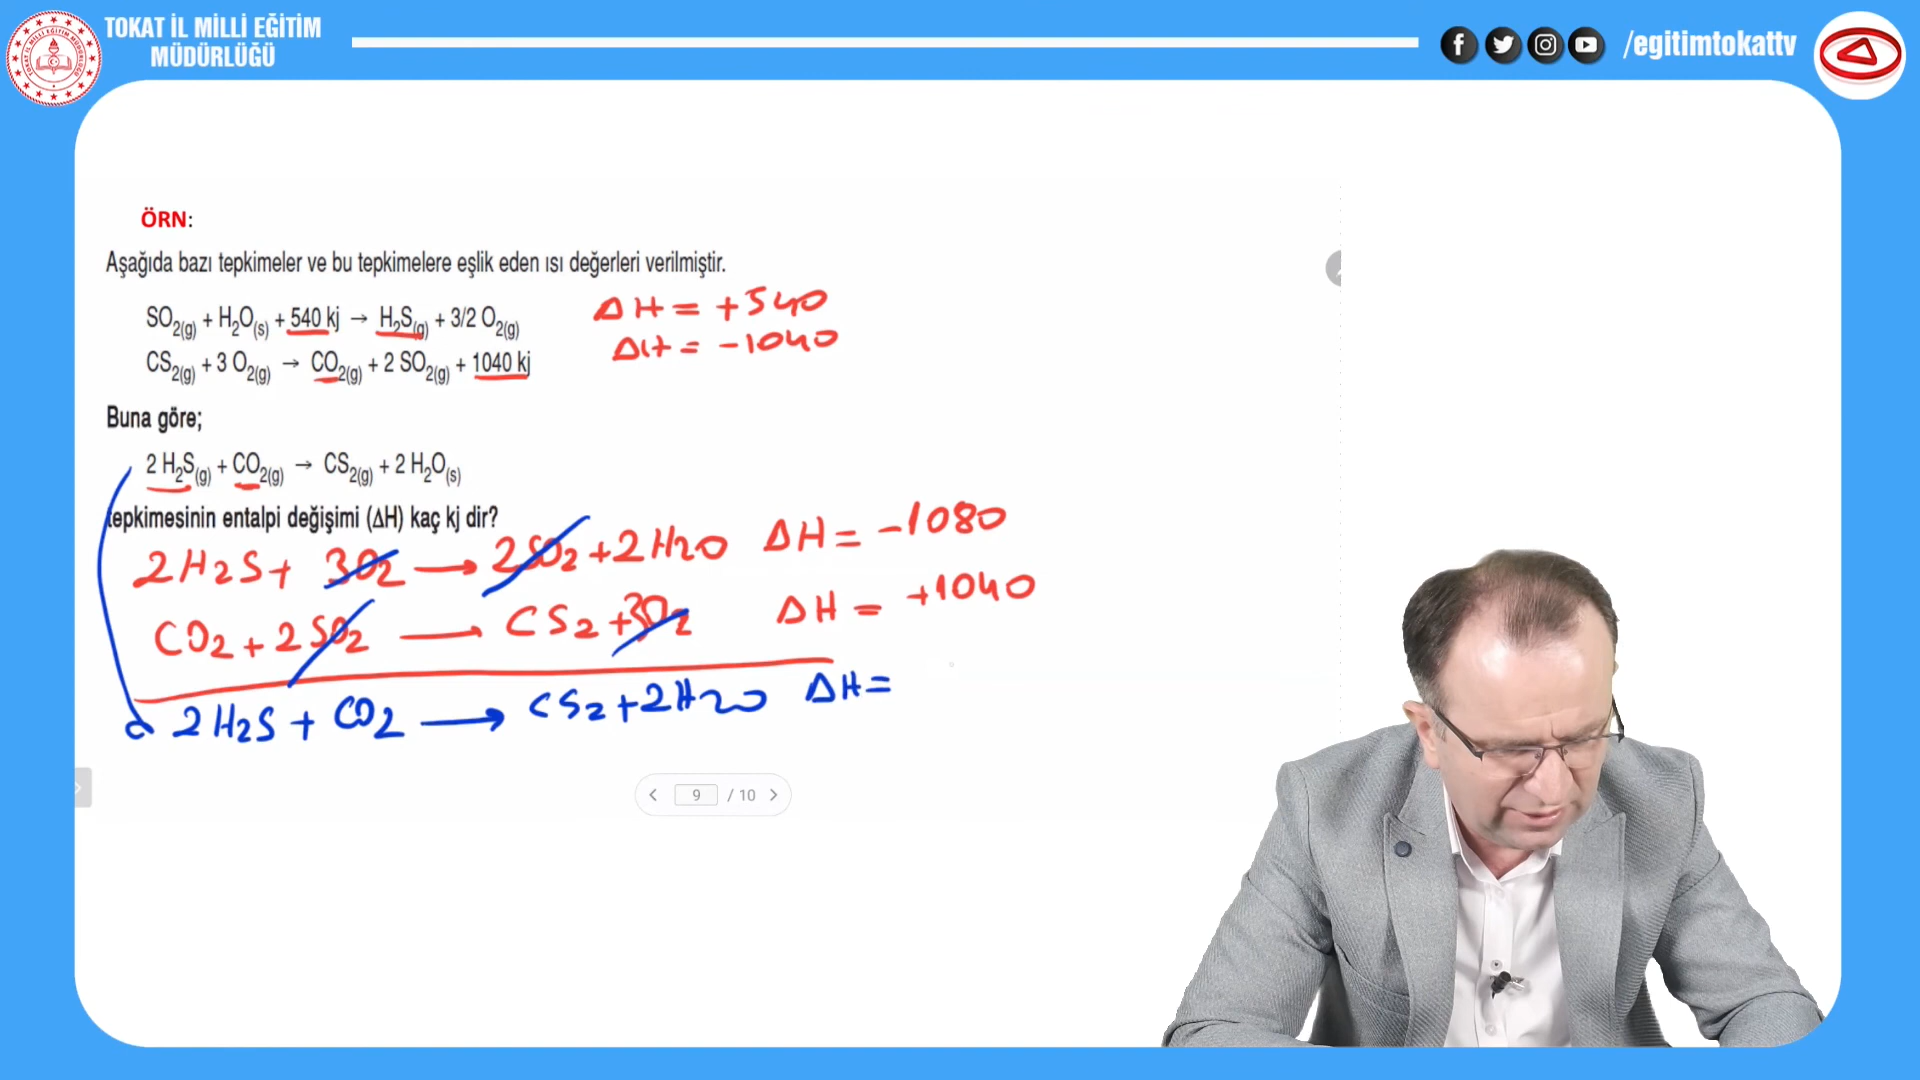 TOKAT İL MİLLİ EĞİTİM
MÜDÜRLÜĞÜ
/egitimtokattv
ÖRN:
Aşağıda bazı tepkimeler ve bu tepkimelere eşlik eden ısı değerleri verilmiştir.
SO2(g) + H2O(s) + 540 kj → H2S(g) + 3/2 O2(g) ΔH = +540
CS2(g) + 3 O2(g) → CO2(g) + 2 SO2(g) + 1040 kj ΔH = -1040
Buna göre;
2 H2S(g) + CO2(g) → CS2(g) + 2 H2O(s)
tepkimesinin entalpi değişimi (ΔH) kaç kj dir?
2H2S + 3O2 → 2SO2 + 2H2O ΔH = -1080
CO2 + 2SO2 → CS2 + 3O2 ΔH = +1040
2H2S + CO2 → CS2 + 2H2O ΔH =
9 / 10